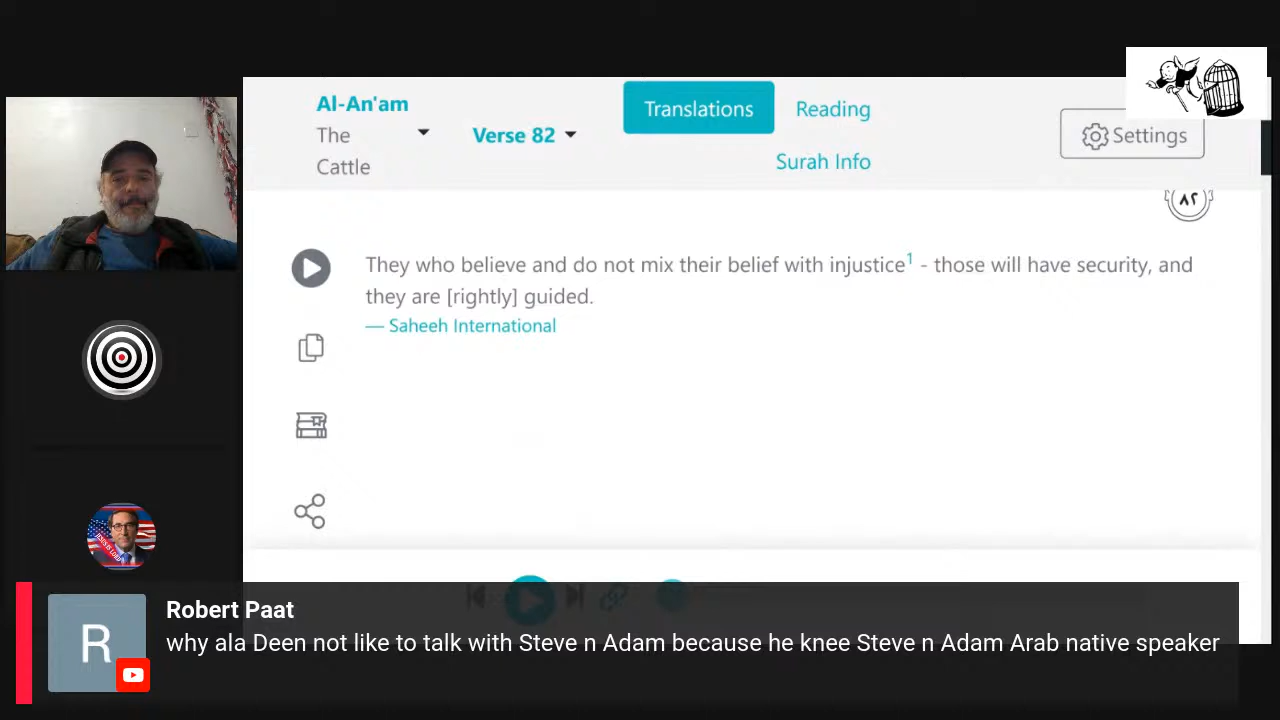 Al-An'am
The
Cattle
Verse 82
Translations
Reading
Surah Info
Settings
٨٢
They who believe and do not mix their belief with injustice1 - those will have security, and
they are [rightly] guided.
— Saheeh International
R
Robert Paat
why ala Deen not like to talk with Steve n Adam because he knee Steve n Adam Arab native speaker